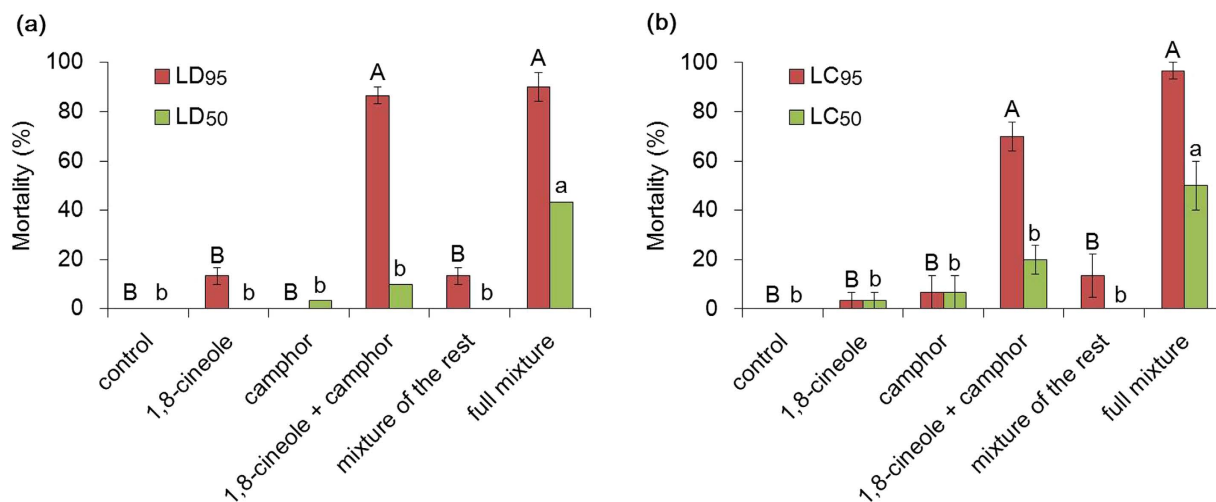 (a)
Mortality (%)
100
80
60
40
20
0
LD95
LD50
B b
B b
B b
A b
B b
A a
control
1,8-cineole
camphor
1,8-cineole + camphor
mixture of the rest
full mixture
(b)
Mortality (%)
100
80
60
40
20
0
LC95
LC50
B b
B b
B b
A b
B b
A a
control
1,8-cineole
camphor
1,8-cineole + camphor
mixture of the rest
full mixture